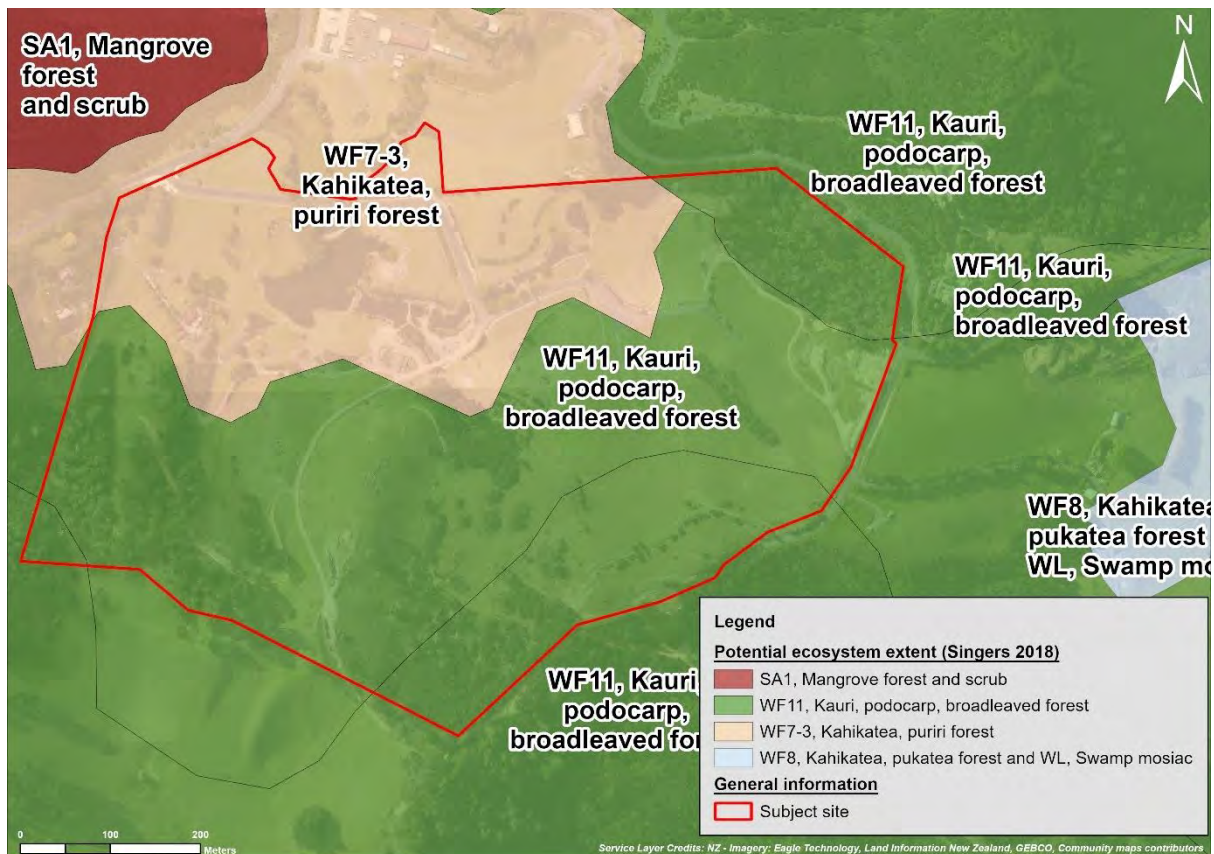 SA1, Mangrove
forest
and scrub
N
WF7-3,
Kahikatea,
puriri forest
WF11, Kauri,
podocarp,
broadleaved forest
WF11, Kauri,
podocarp,
broadleaved forest
WF11, Kauri,
podocarp,
broadleaved forest
WF8, Kahikatea
pukatea forest
WL, Swamp mo
WF11, Kauri,
podocarp,
broadleaved for
Legend
Potential ecosystem extent (Singers 2018)
SA1, Mangrove forest and scrub
WF11, Kauri, podocarp, broadleaved forest
WF7-3, Kahikatea, puriri forest
WF8, Kahikatea, pukatea forest and WL, Swamp mosiac
General information
Subject site
0 100 200
Meters
Service Layer Credits: NZ - Imagery: Eagle Technology, Land Information New Zealand, GEBCO, Community maps contributors